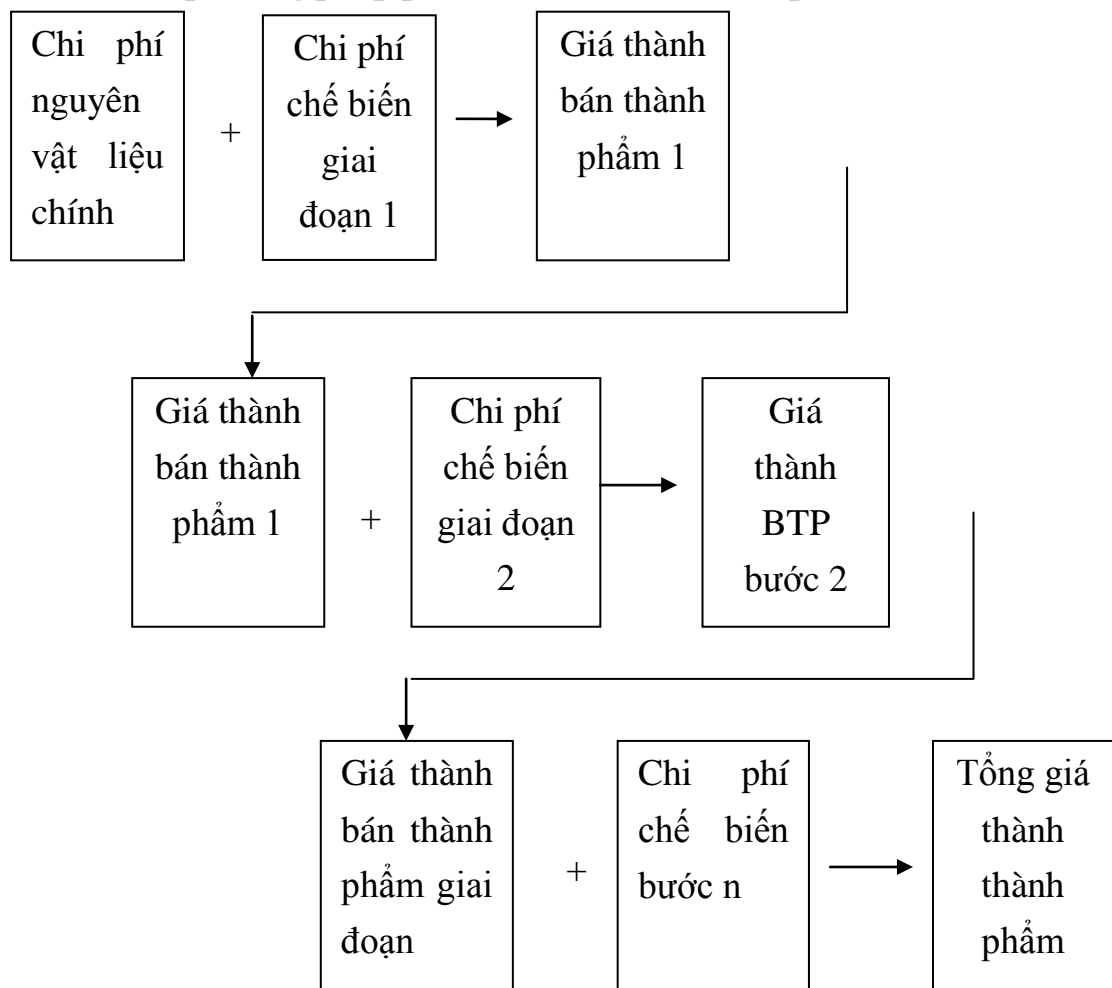 Chi phí
nguyên
vật liệu
chính
+
Chi phí
chế biến
giai
đoạn 1
Giá thành
bán thành
phẩm 1
Giá thành
bán thành
phẩm 1
+
Chi phí
chế biến
giai đoạn
2
Giá
thành
BTP
bước 2
Giá thành
bán thành
phẩm giai
đoạn
+
Chi phí
chế biến
bước n
Tổng giá
thành
thành
phẩm